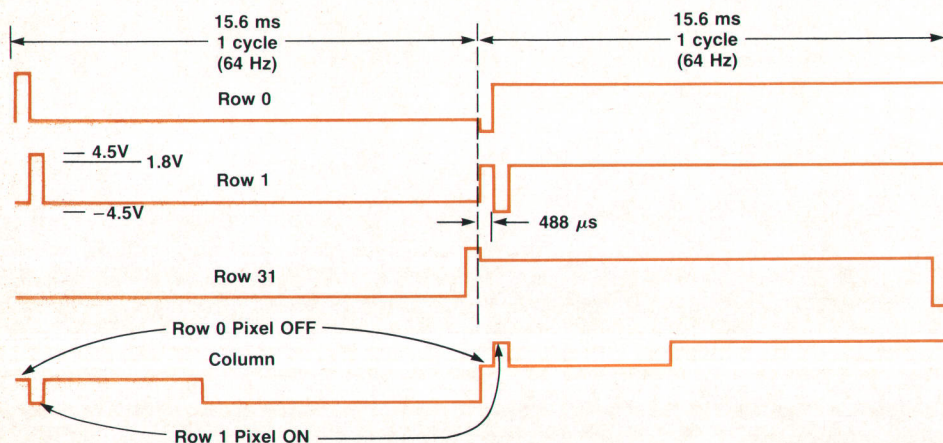 15.6 ms
1 cycle
(64 Hz)
15.6 ms
1 cycle
(64 Hz)
Row 0
4.5V
1.8V
Row 1
−4.5V
488 μs
Row 31
Row 0 Pixel OFF
Column
Row 1 Pixel ON